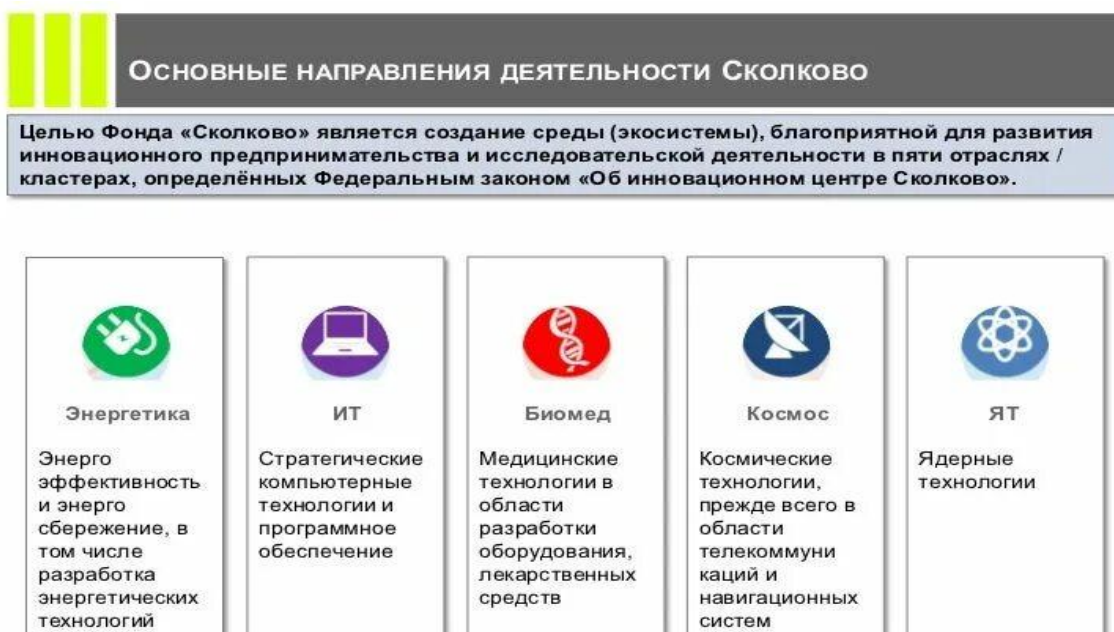 Основные направления деятельности Сколково
Целью Фонда «Сколково» является создание среды (экосистемы), благоприятной для развития
инновационного предпринимательства и исследовательской деятельности в пяти отраслях /
кластерах, определённых Федеральным законом «Об инновационном центре Сколково».
Энергетика
Энерго
эффективность
и энерго
сбережение, в
том числе
разработка
энергетических
технологий
ИТ
Стратегические
компьютерные
технологии и
программное
обеспечение
Биомед
Медицинские
технологии в
области
разработки
оборудования,
лекарственных
средств
Космос
Космические
технологии,
прежде всего в
области
телекоммуни
каций и
навигационных
систем
ЯТ
Ядерные
технологии